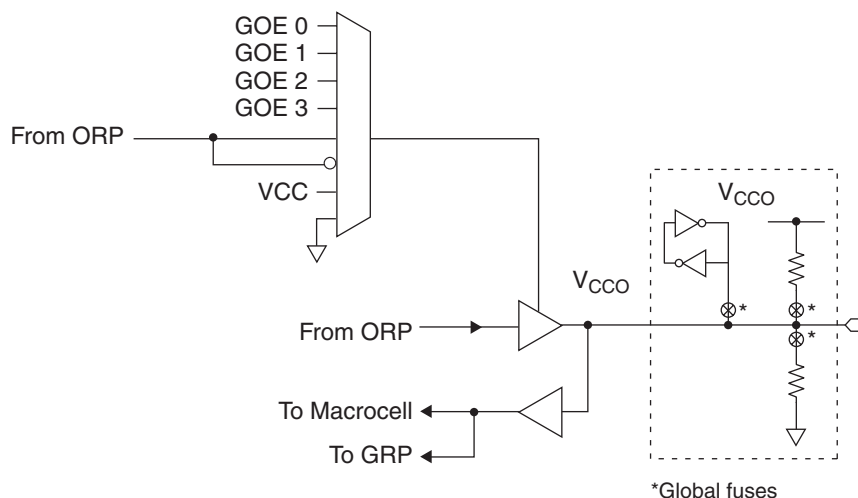 GOE 0
GOE 1
GOE 2
GOE 3
From ORP
VCC
VCCO
VCCO
*
*
*
From ORP
To Macrocell
To GRP
*Global fuses